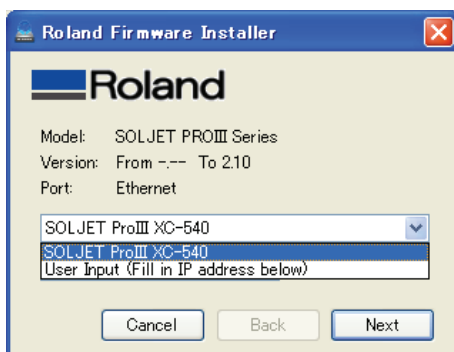 Roland Firmware Installer
Roland
Model: SOLJET PROⅢ Series
Version: From -.-- To 2.10
Port: Ethernet
SOLJET ProⅢ XC-540
SOLJET ProⅢ XC-540
User Input (Fill in IP address below)
Cancel Back Next